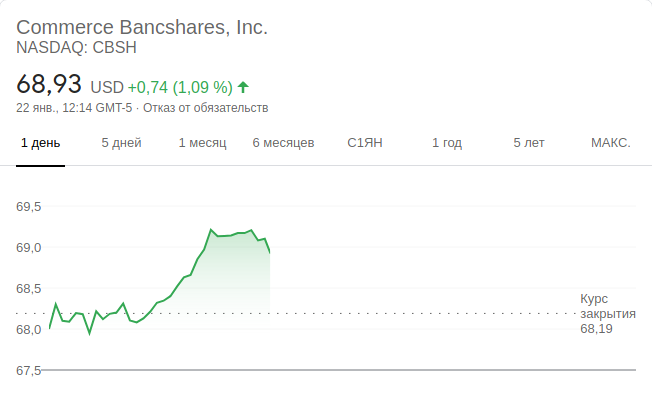 Commerce Bancshares, Inc.
NASDAQ: CBSH
68,93 USD +0,74 (1,09 %)
22 янв., 12:14 GMT-5 · Отказ от обязательств
1 день 5 дней 1 месяц 6 месяцев С1ЯН 1 год 5 лет МАКС.
69,5
69,0
68,5
Курс
закрытия
68,19
68,0
67,5